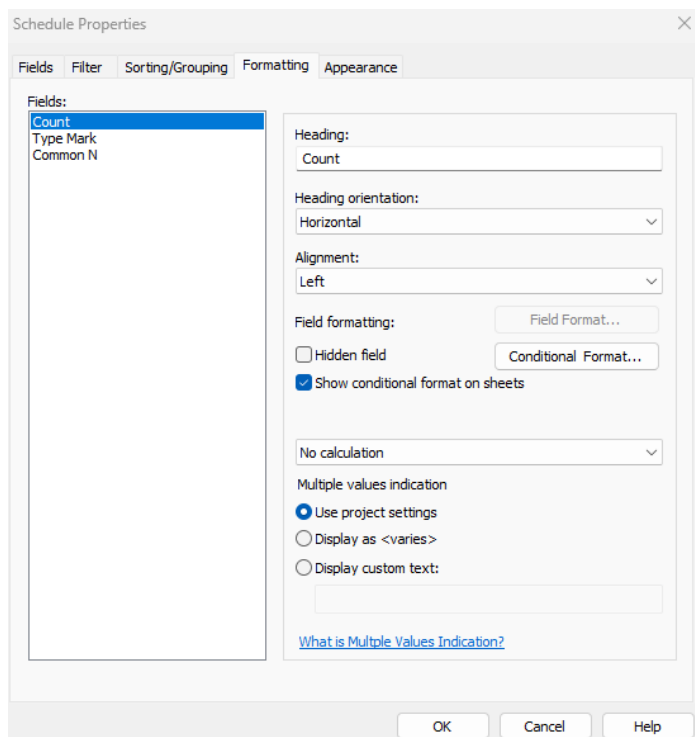 Schedule Properties
Fields Filter Sorting/Grouping Formatting Appearance
Fields:
Count
Type Mark
Common N
Heading:
Count
Heading orientation:
Horizontal
Alignment:
Left
Field formatting:
Field Format...
Hidden field
Conditional Format...
Show conditional format on sheets
No calculation
Multiple values indication
Use project settings
Display as <varies>
Display custom text:
What is Multple Values Indication?
OK Cancel Help